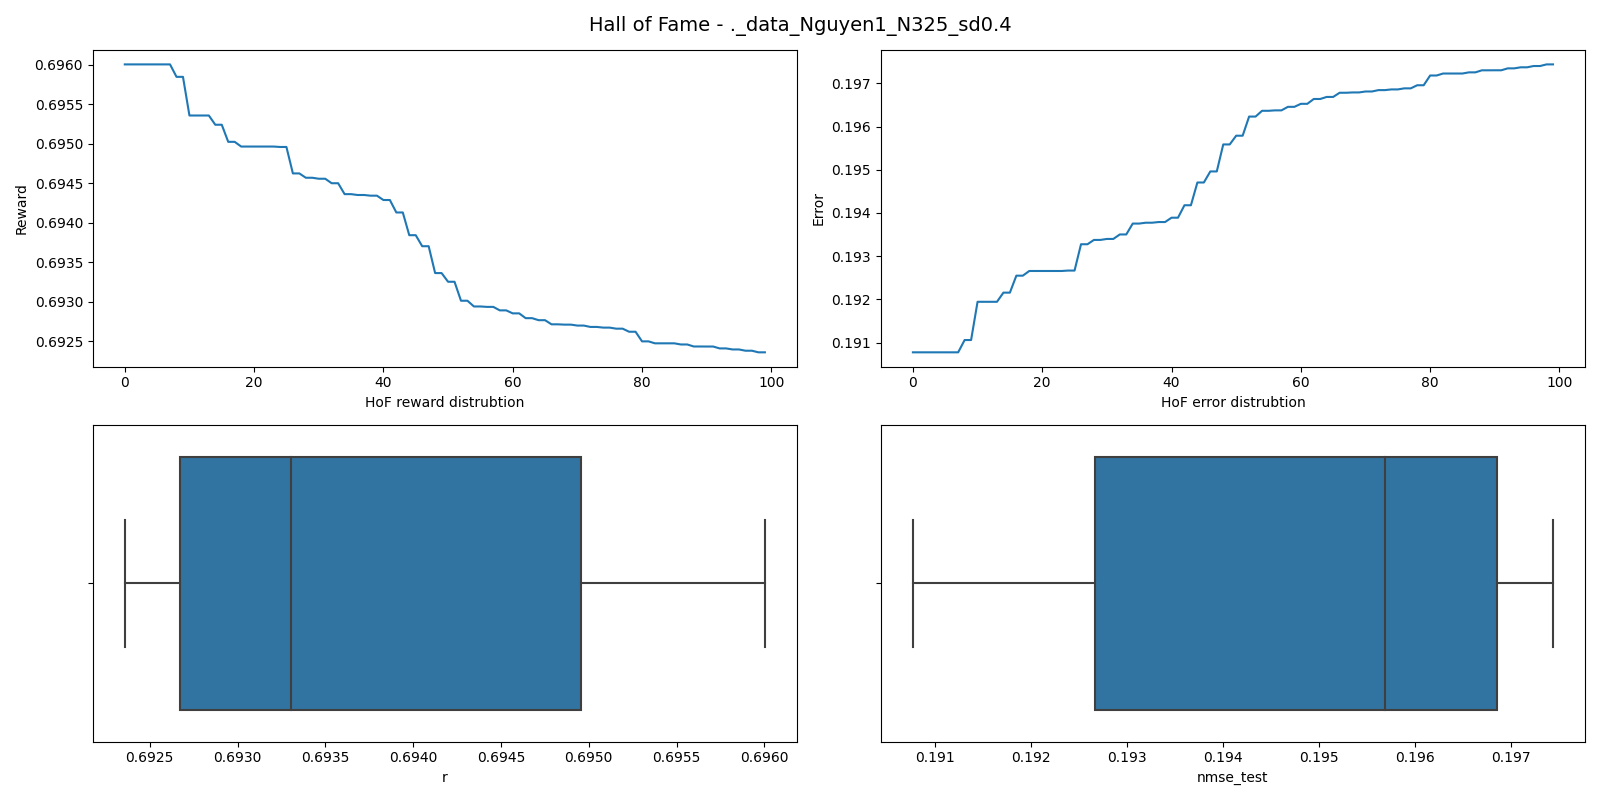 Hall of Fame - ._data_Nguyen1_N325_sd0.4
0.6960
0.6955
0.6950
0.6945
0.6940
0.6935
0.6930
0.6925
Reward
0 20 40 60 80 100
HoF reward distrubtion
0.197
0.196
0.195
0.194
0.193
0.192
0.191
Error
0 20 40 60 80 100
HoF error distrubtion
0.6925 0.6930 0.6935 0.6940 0.6945 0.6950 0.6955 0.6960
r
0.191 0.192 0.193 0.194 0.195 0.196 0.197
nmse_test